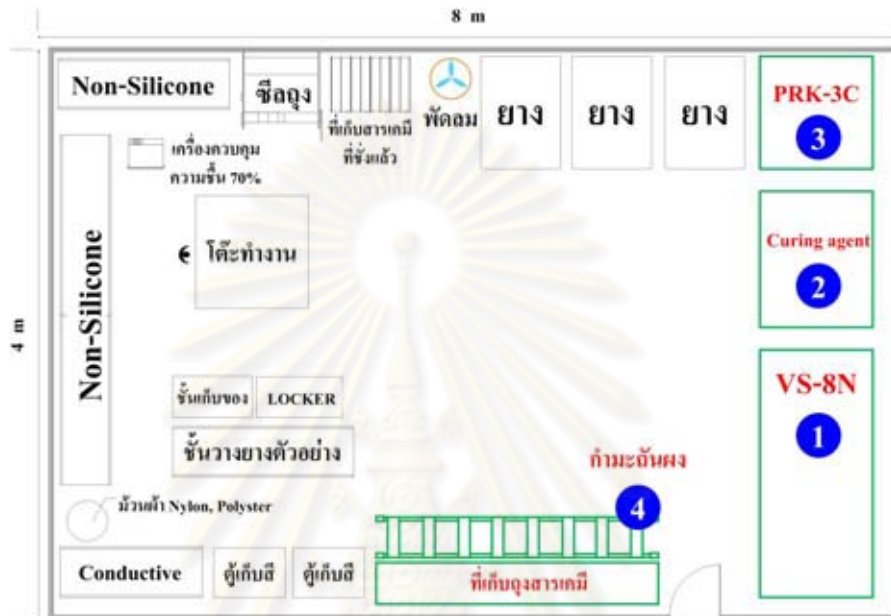 8 m
4 m
Non-Silicone
ซีลถุง
ที่เก็บสารเคมี
ที่ชั่งแล้ว
พัดลม
ยาง
ยาง
ยาง
PRK-3C
3
เครื่องควบคุม
ความชื้น 70%
Non-Silicone
โต๊ะทำงาน
Curing agent
2
ชั้นเก็บของ
LOCKER
ชั้นวางยางตัวอย่าง
VS-8N
1
กำมะถันผง
4
ม้วนผ้า Nylon, Polyster
Conductive
ตู้เก็บสี
ตู้เก็บสี
ที่เก็บถุงสารเคมี